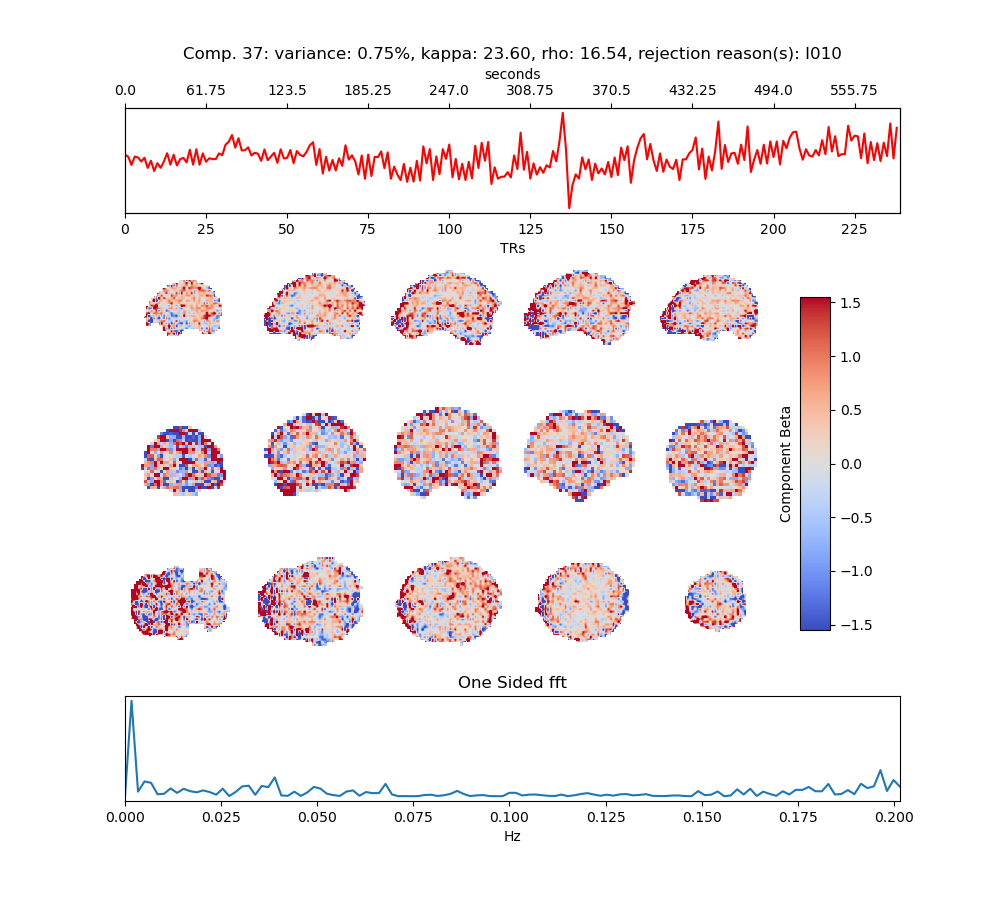 Comp. 37: variance: 0.75%, kappa: 23.60, rho: 16.54, rejection reason(s): I010
seconds
0.0 61.75 123.5 185.25 247.0 308.75 370.5 432.25 494.0 555.75
0 25 50 75 100 125 150 175 200 225
TRs
1.5
1.0
0.5
0.0
−0.5
−1.0
−1.5
Component Beta
One Sided fft
0.000 0.025 0.050 0.075 0.100 0.125 0.150 0.175 0.200
Hz